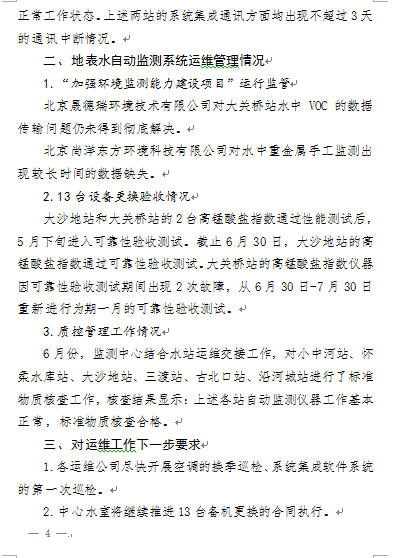 正常工作状态。上述两站的系统集成通讯方面均出现不超过3天
的通讯中断情况。
二、地表水自动监测系统运维管理情况
1.“加强环境监测能力建设项目”运行监管
北京晟德瑞环境技术有限公司对大关桥站水中 VOC 的数据
传输问题仍未得到彻底解决。
北京尚洋东方环境科技有限公司对水中重金属手工监测出
现较长时间的数据缺失。
2.13台设备更换验收情况
大沙地站和大关桥站的2台高锰酸盐指数通过性能测试后，
5月下旬进入可靠性验收测试。截止6月30日，大沙地站的高
锰酸盐指数通过可靠性验收测试。大关桥站的高锰酸盐指数仪器
因可靠性验收测试期间出现2次故障，从6月30日-7月30日
重新进行为期一月的可靠性验收测试。
3.质控管理工作情况
6月份，监测中心结合水站运维交接工作，对小中河站、怀
柔水库站、大沙地站、三渡站、古北口站、沿河城站进行了标准
物质核查工作，核查结果显示：上述各站自动监测仪器工作基本
正常，标准物质核查合格。
三、对运维工作下一步要求
1.各运维公司尽快开展空调的换季巡检、系统集成软件系统
的第一次巡检。
2.中心水室将继续推进13台备机更换的合同执行。
— 4 —